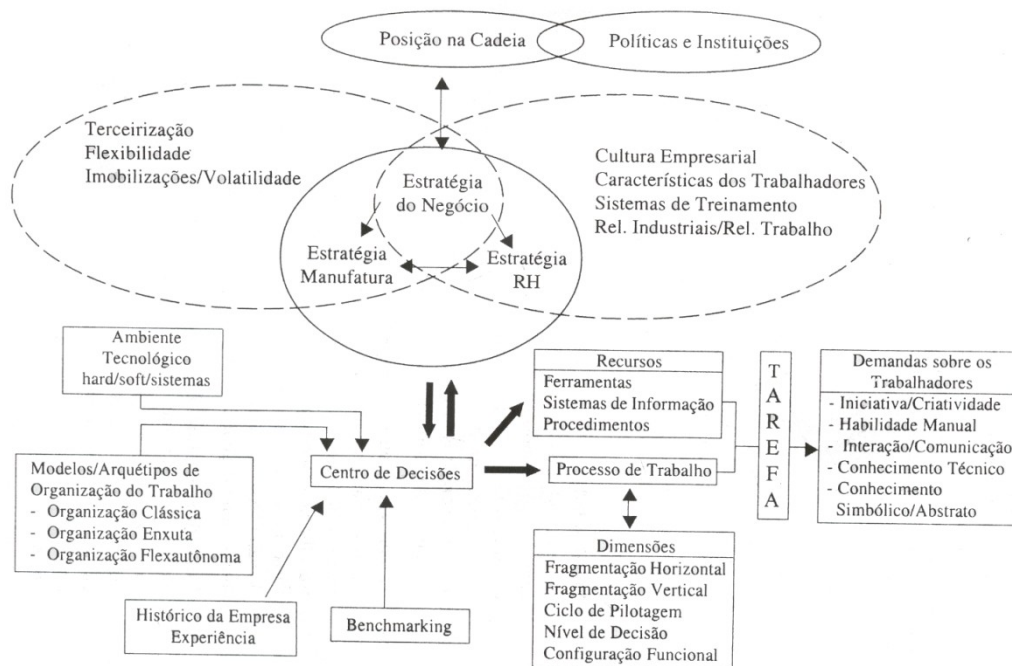 Posição na Cadeia
Políticas e Instituições
Terceirização
Flexibilidade
Imobilizações/Volatilidade
Cultura Empresarial
Características dos Trabalhadores
Sistemas de Treinamento
Rel. Industriais/Rel. Trabalho
Estratégia
do Negócio
Estratégia
Manufatura
Estratégia
RH
Ambiente
Tecnológico
hard/soft/sistemas
Modelos/Arquétipos de
Organização do Trabalho
- Organização Clássica
- Organização Enxuta
- Organização Flexautônoma
Histórico da Empresa
Experiência
Benchmarking
Centro de Decisões
Recursos
Ferramentas
Sistemas de Informação
Procedimentos
Processo de Trabalho
Dimensões
Fragmentação Horizontal
Fragmentação Vertical
Ciclo de Pilotagem
Nível de Decisão
Configuração Funcional
TAREFA
Demandas sobre os
Trabalhadores
- Iniciativa/Criatividade
- Habilidade Manual
- Interação/Comunicação
- Conhecimento Técnico
- Conhecimento
Simbólico/Abstrato